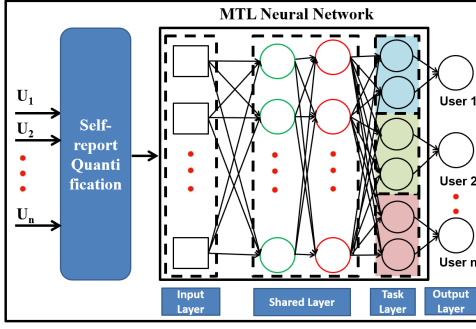 MTL Neural Network
U1
U2
Un
Self-
report
Quanti
fication
User 1
User 2
User n
Input
Layer
Shared Layer
Task
Layer
Output
Layer